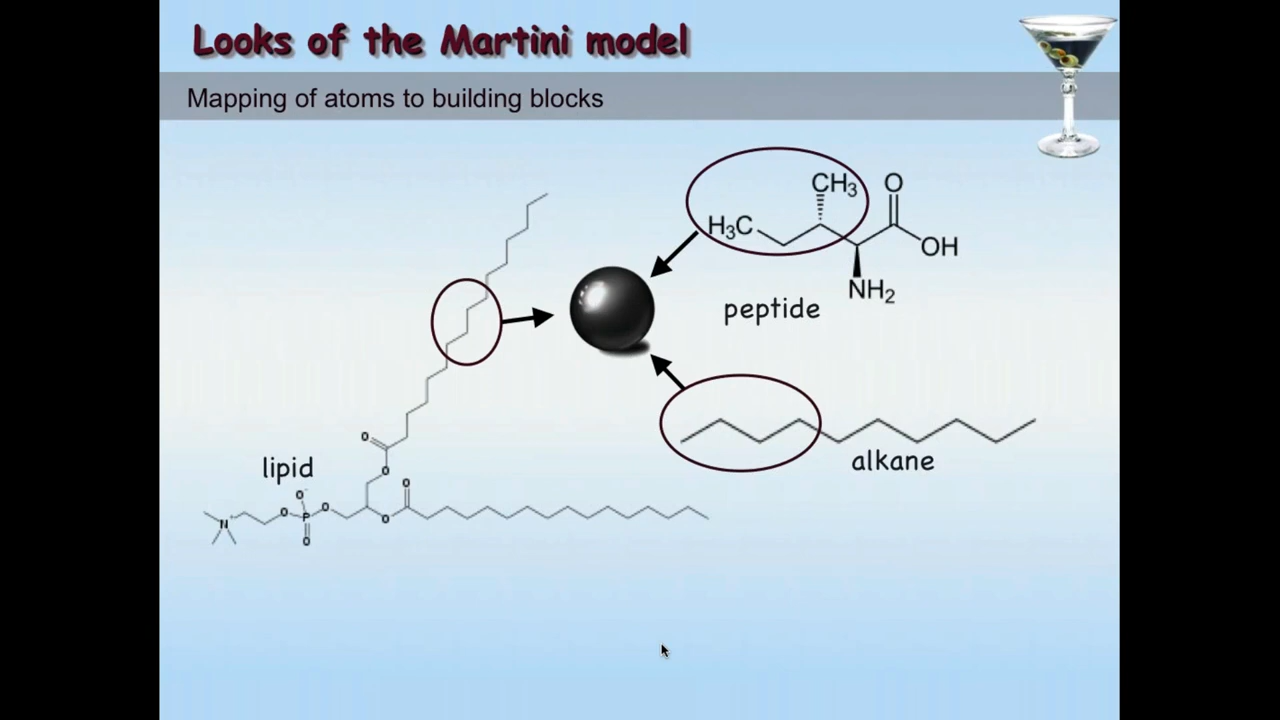 Looks of the Martini model
Mapping of atoms to building blocks
CH3
O
H3C
OH
NH2
peptide
alkane
O
O
lipid
O
O-
N+
O
P
O
O
O